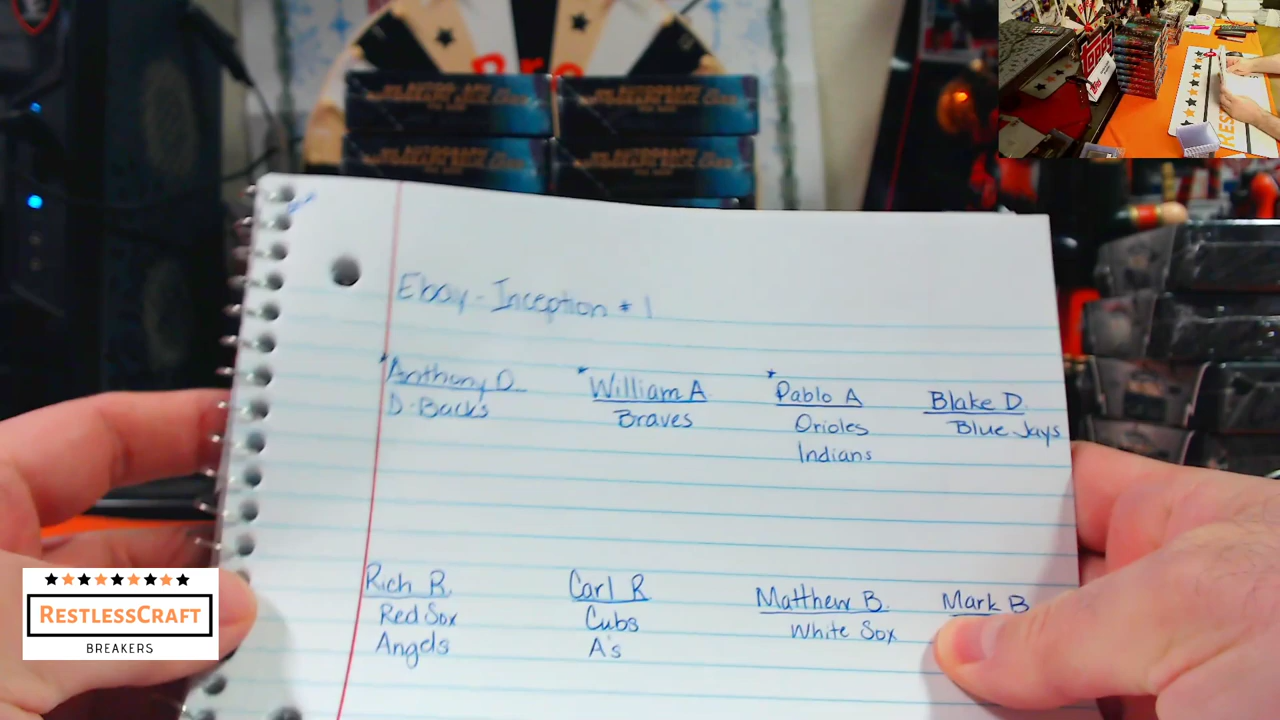 Ebay - Inception #1
Anthony D.
D-Backs
William A
Braves
Pablo A
Orioles
Indians
Blake D.
Blue Jays
Rich R.
Red Sox
Angels
Carl R
Cubs
A's
Matthew B.
White Sox
Mark B
RESTLESSCRAFT
BREAKERS